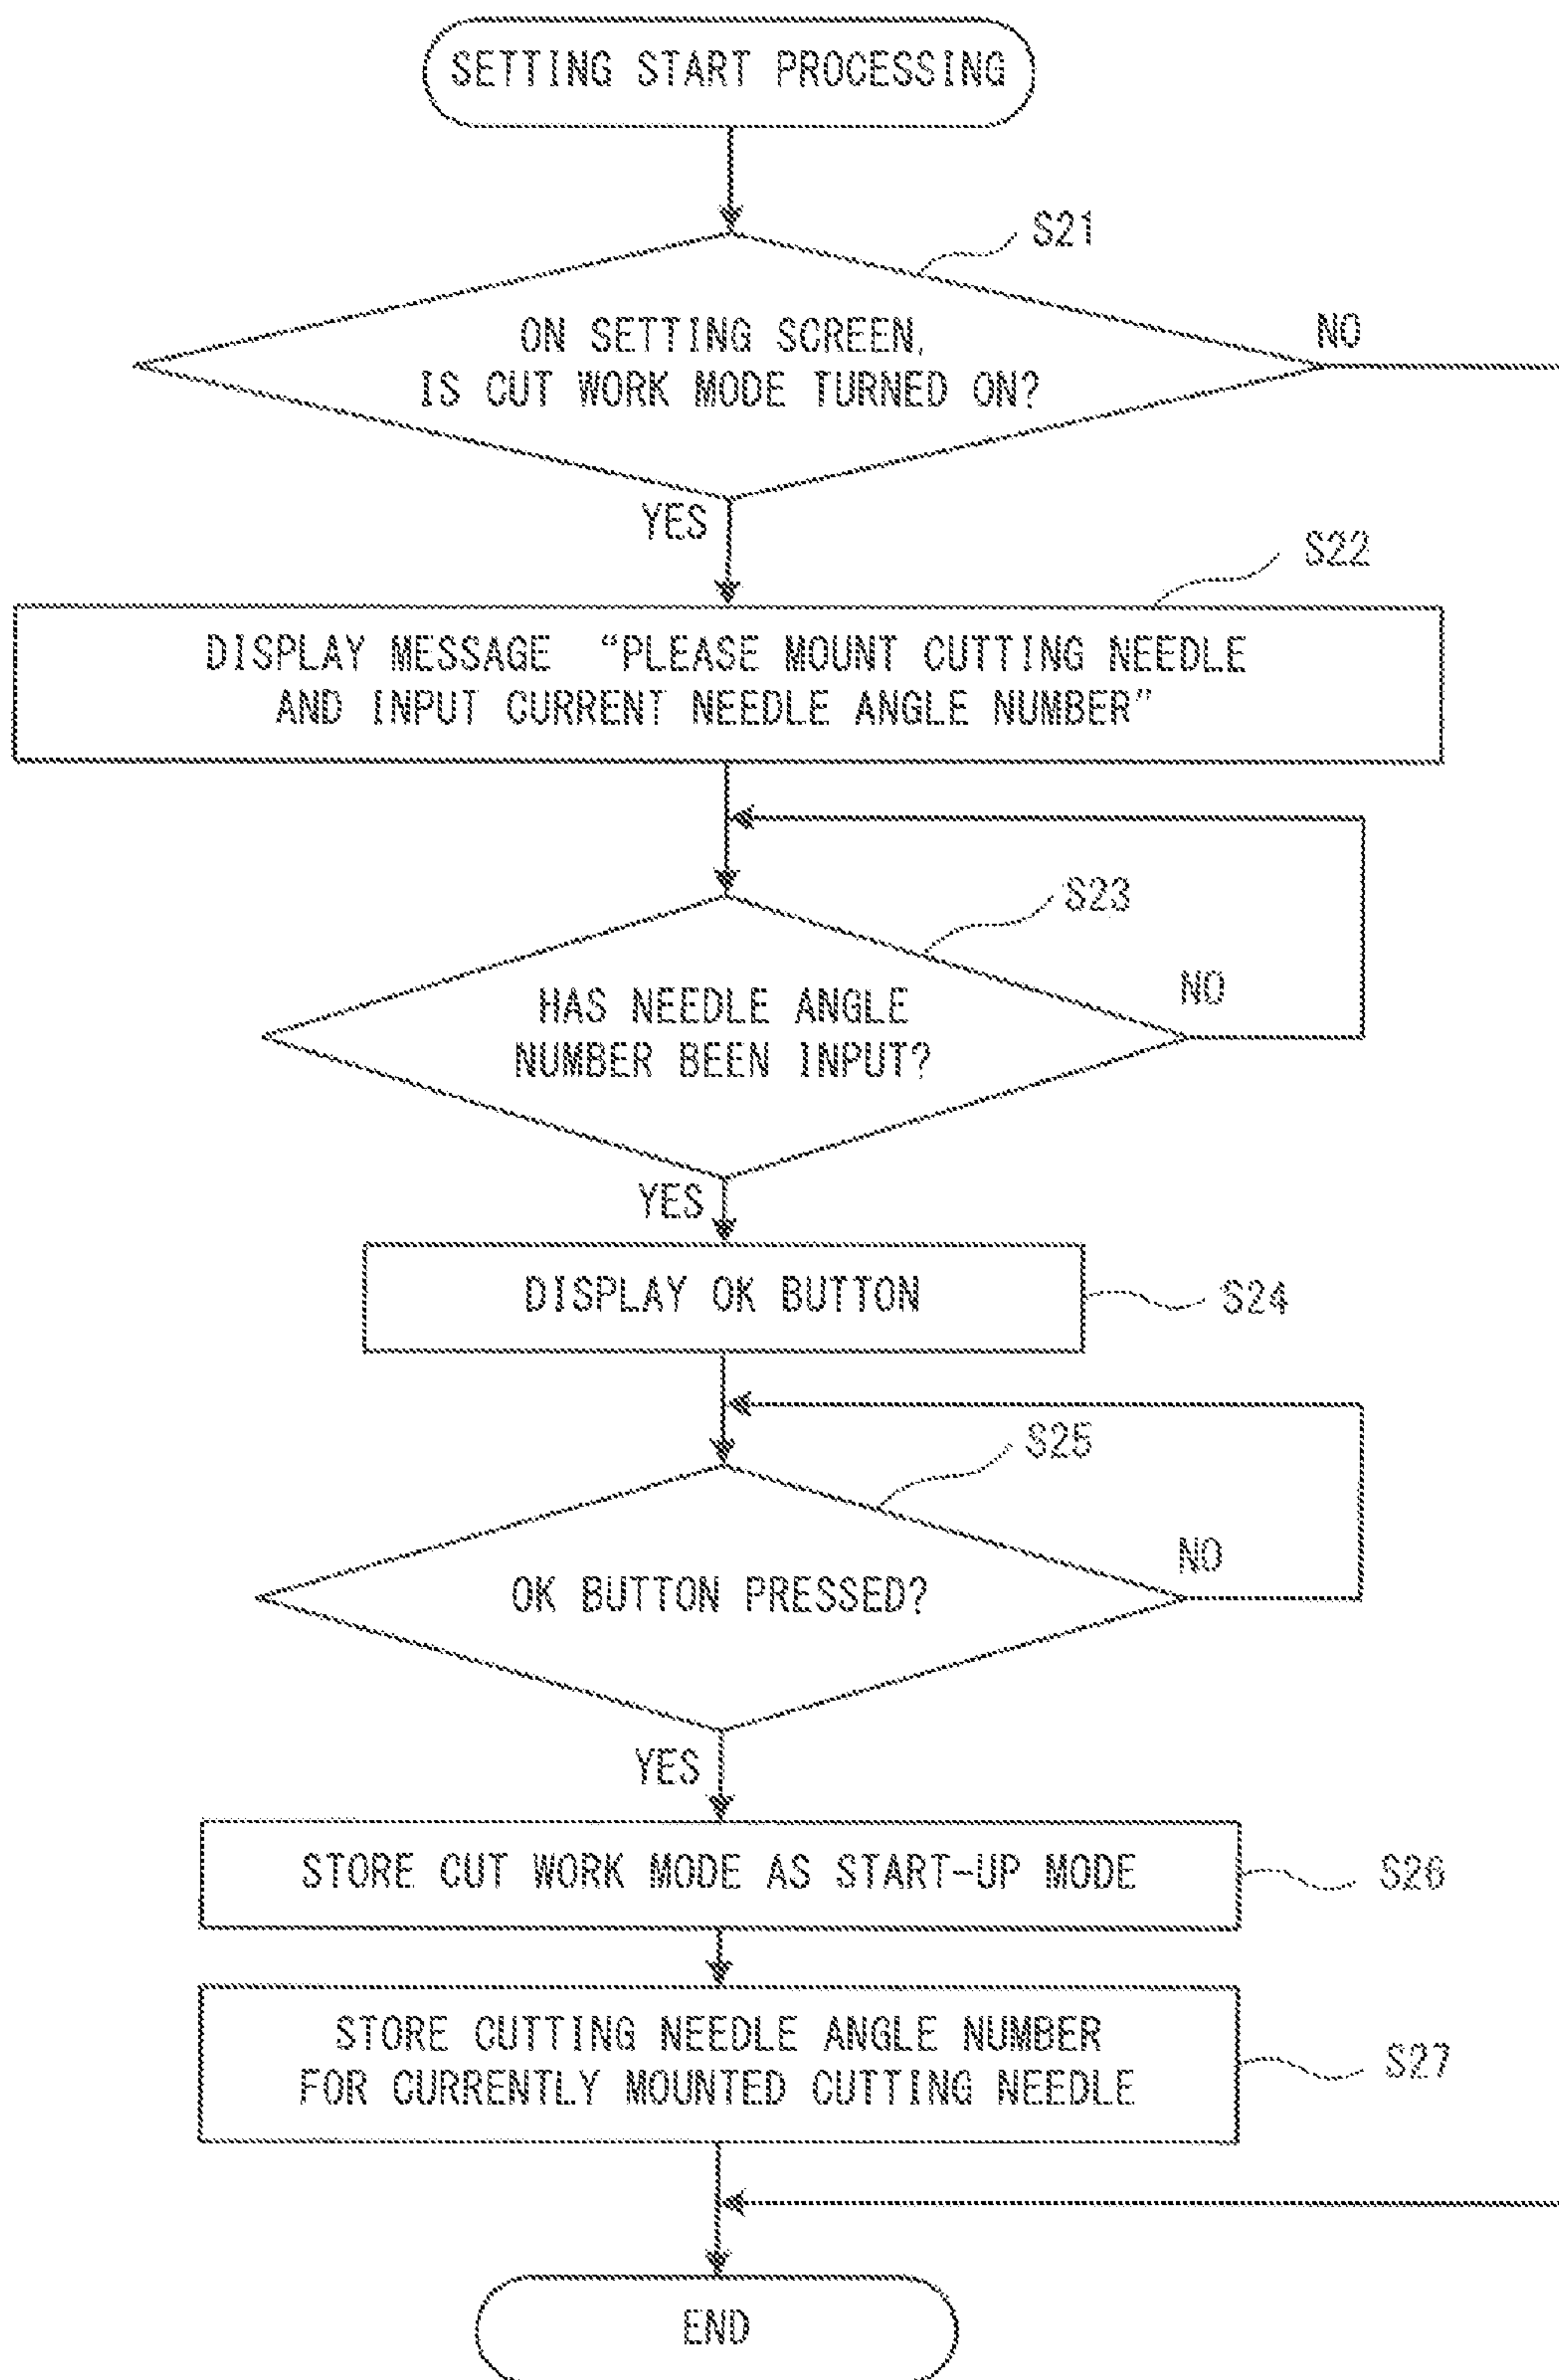 SETTING START PROCESSING
S21
ON SETTING SCREEN,
IS CUT WORK MODE TURNED ON?
NO
YES
S22
DISPLAY MESSAGE “PLEASE MOUNT CUTTING NEEDLE
AND INPUT CURRENT NEEDLE ANGLE NUMBER”
S23
HAS NEEDLE ANGLE
NUMBER BEEN INPUT?
NO
YES
DISPLAY OK BUTTON
S24
S25
OK BUTTON PRESSED?
NO
YES
STORE CUT WORK MODE AS START-UP MODE
S26
STORE CUTTING NEEDLE ANGLE NUMBER
FOR CURRENTLY MOUNTED CUTTING NEEDLE
S27
END